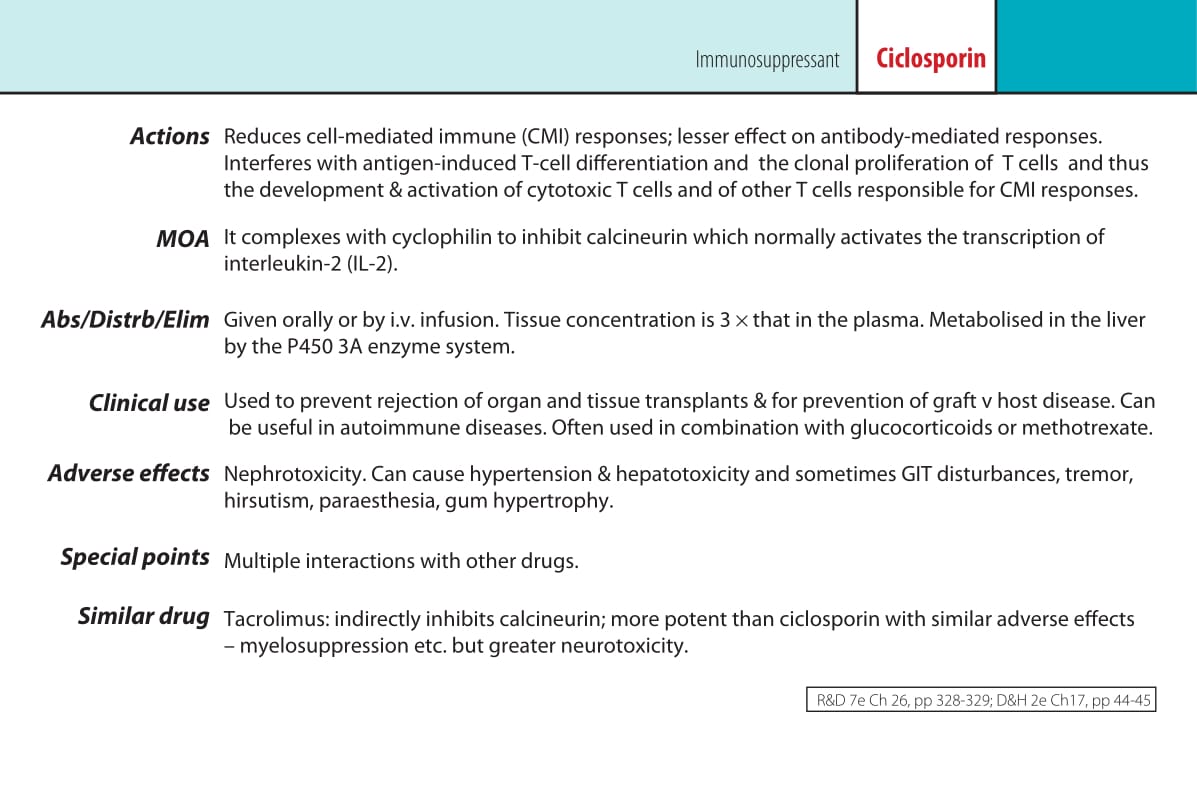 Immunosuppressant Ciclosporin
Actions Reduces cell-mediated immune (CMI) responses; lesser effect on antibody-mediated responses.
Interferes with antigen-induced T-cell differentiation and the clonal proliferation of T cells and thus
the development & activation of cytotoxic T cells and of other T cells responsible for CMI responses.
MOA It complexes with cyclophilin to inhibit calcineurin which normally activates the transcription of
interleukin-2 (IL-2).
Abs/Distrb/Elim Given orally or by i.v. infusion. Tissue concentration is 3 × that in the plasma. Metabolised in the liver
by the P450 3A enzyme system.
Clinical use Used to prevent rejection of organ and tissue transplants & for prevention of graft v host disease. Can
be useful in autoimmune diseases. Often used in combination with glucocorticoids or methotrexate.
Adverse effects Nephrotoxicity. Can cause hypertension & hepatotoxicity and sometimes GIT disturbances, tremor,
hirsutism, paraesthesia, gum hypertrophy.
Special points Multiple interactions with other drugs.
Similar drug Tacrolimus: indirectly inhibits calcineurin; more potent than ciclosporin with similar adverse effects
– myelosuppression etc. but greater neurotoxicity.
R&D 7e Ch 26, pp 328-329; D&H 2e Ch17, pp 44-45